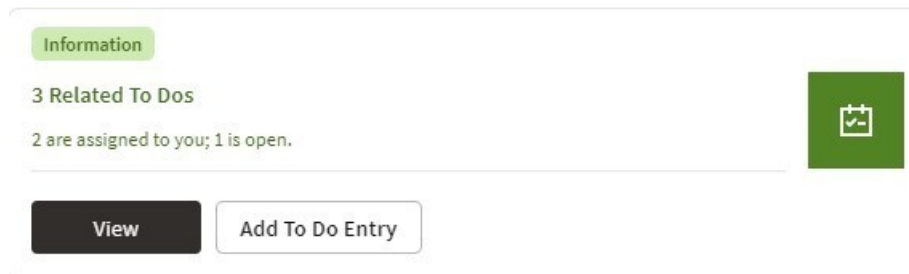 Information
3 Related To Dos
2 are assigned to you; 1 is open.
View
Add To Do Entry